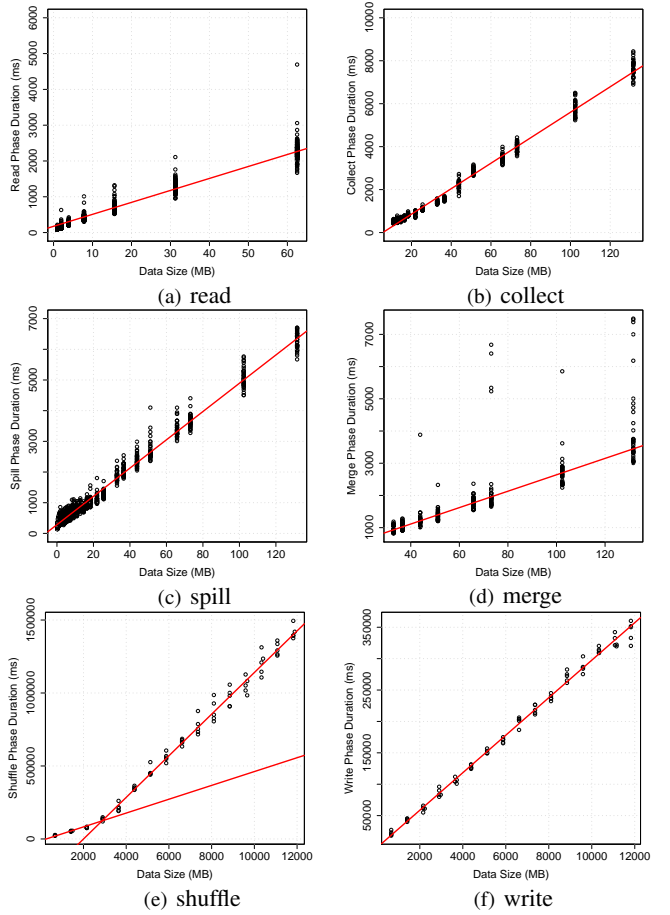 6000
5000
4000
3000
2000
1000
0
Read Phase Duration (ms)
0 10 20 30 40 50 60
Data Size (MB)
(a) read
10000
8000
6000
4000
2000
0
Collect Phase Duration (ms)
20 40 60 80 100 120
Data Size (MB)
(b) collect
7000
5000
3000
1000
0
Spill Phase Duration (ms)
0 20 40 60 80 100 120
Data Size (MB)
(c) spill
7000
5000
3000
1000
Merge Phase Duration (ms)
40 60 80 100 120
Data Size (MB)
(d) merge
1500000
1000000
500000
0
Shuffle Phase Duration (ms)
2000 4000 6000 8000 10000 12000
Data Size (MB)
(e) shuffle
350000
250000
150000
50000
Write Phase Duration (ms)
2000 4000 6000 8000 10000 12000
Data Size (MB)
(f) write